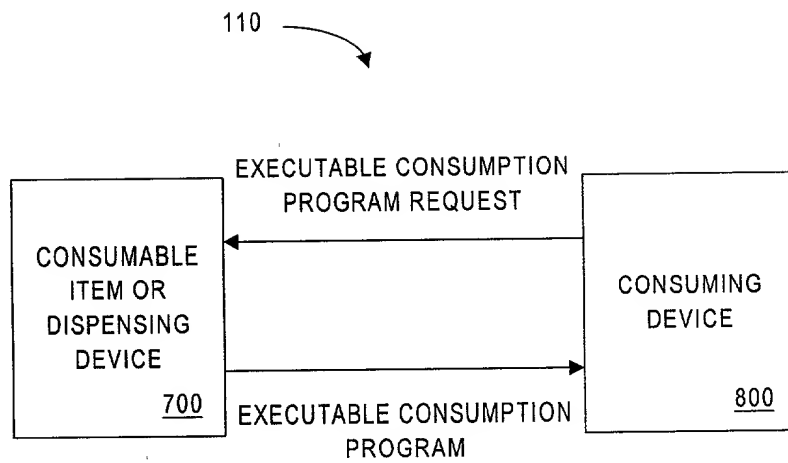 110
EXECUTABLE CONSUMPTION
PROGRAM REQUEST
CONSUMABLE
ITEM OR
DISPENSING
DEVICE
700
CONSUMING
DEVICE
800
EXECUTABLE CONSUMPTION
PROGRAM